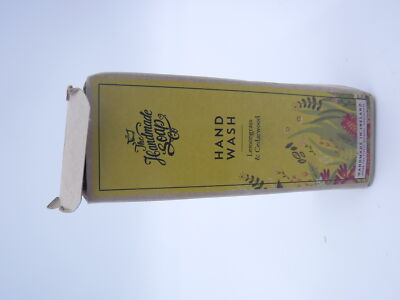 The
Handmade
Soap
Co
HAND
WASH
Lemongrass
& Cedarwood
HANDMADE IN IRELAND